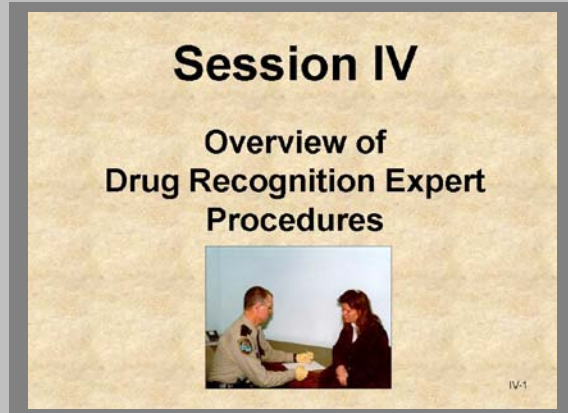 Session IV
Overview of
Drug Recognition Expert
Procedures
IV-1